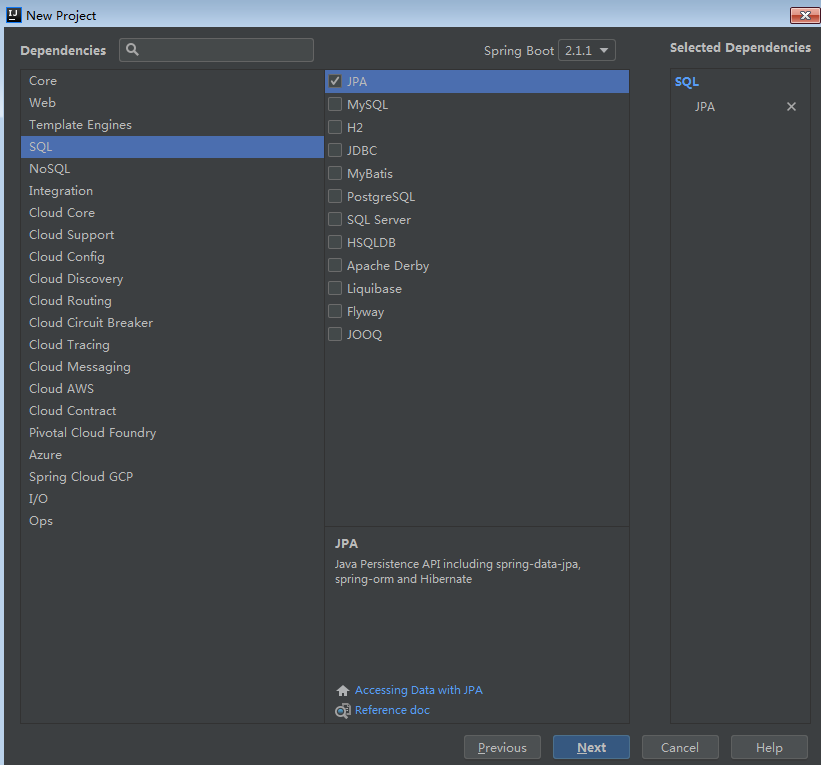 New Project
Dependencies
Spring Boot 2.1.1
Selected Dependencies
Core
Web
Template Engines
SQL
NoSQL
Integration
Cloud Core
Cloud Support
Cloud Config
Cloud Discovery
Cloud Routing
Cloud Circuit Breaker
Cloud Tracing
Cloud Messaging
Cloud AWS
Cloud Contract
Pivotal Cloud Foundry
Azure
Spring Cloud GCP
I/O
Ops
JPA
MySQL
H2
JDBC
MyBatis
PostgreSQL
SQL Server
HSQLDB
Apache Derby
Liquibase
Flyway
JOOQ
JPA
Java Persistence API including spring-data-jpa,
spring-orm and Hibernate
Accessing Data with JPA
Reference doc
SQL
JPA
Previous
Next
Cancel
Help